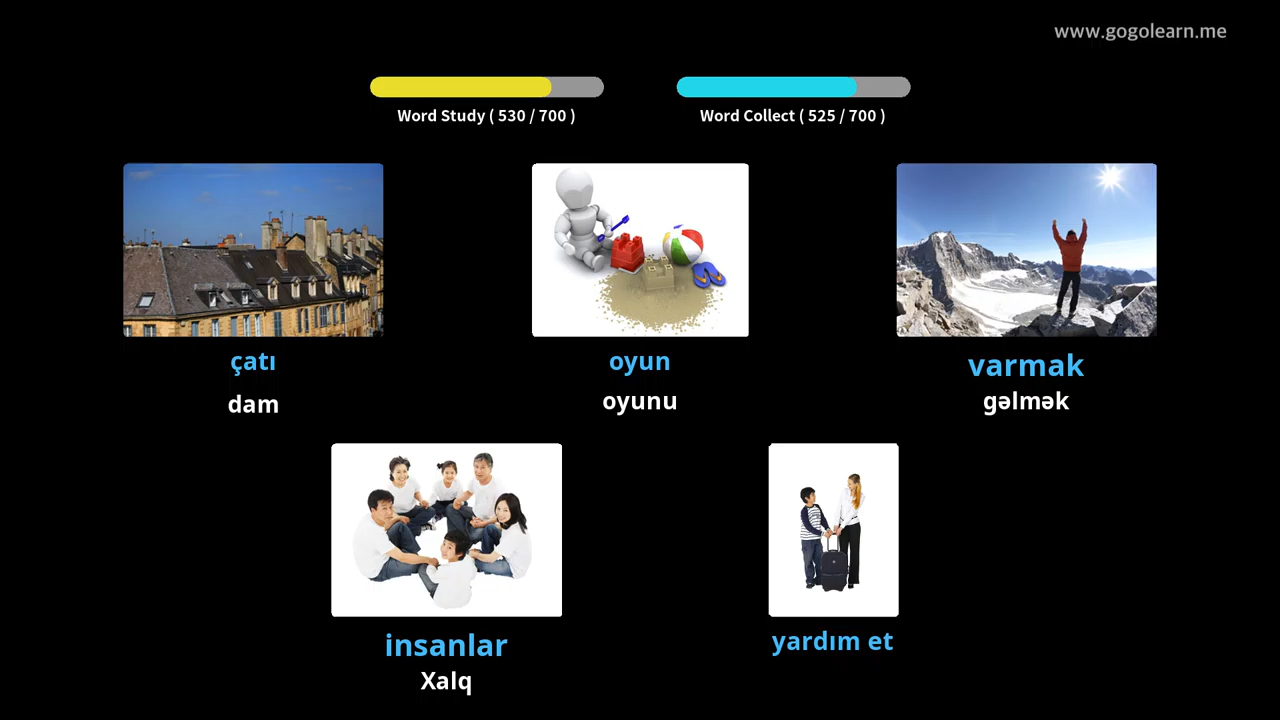 www.gogolearn.me
Word Study ( 530 / 700 )
Word Collect ( 525 / 700 )
çatı
dam
oyun
oyunu
varmak
gəlmək
insanlar
Xalq
yardım et